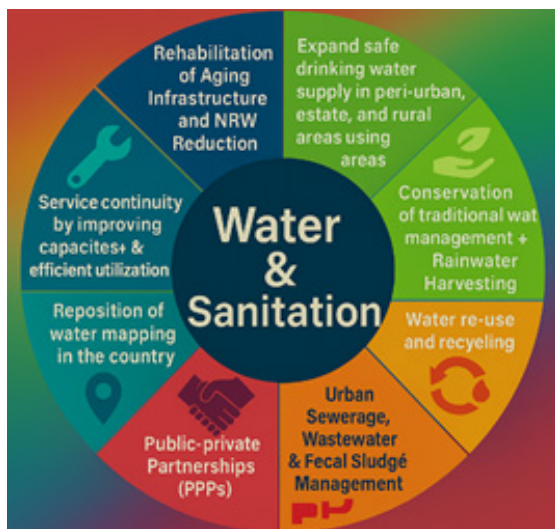 Water
&
Sanitation
Expand safe
drinking water
supply in peri-urban,
estate, and rural
areas using
areas
Conservation
of traditional wat
management +
Rainwater
Harvesting
Water re-use
and recyeling
Urban
Sewerage,
Wastewater
& Fecal Sludgé
Management
Public-private
Partnerships
(PPPs)
Reposition of
water mapping
in the country
Service continuity
by improving
capacites+ &
efficient utilization
Rehabilitation
of Aging
Infrastructure
and NRW
Reduction